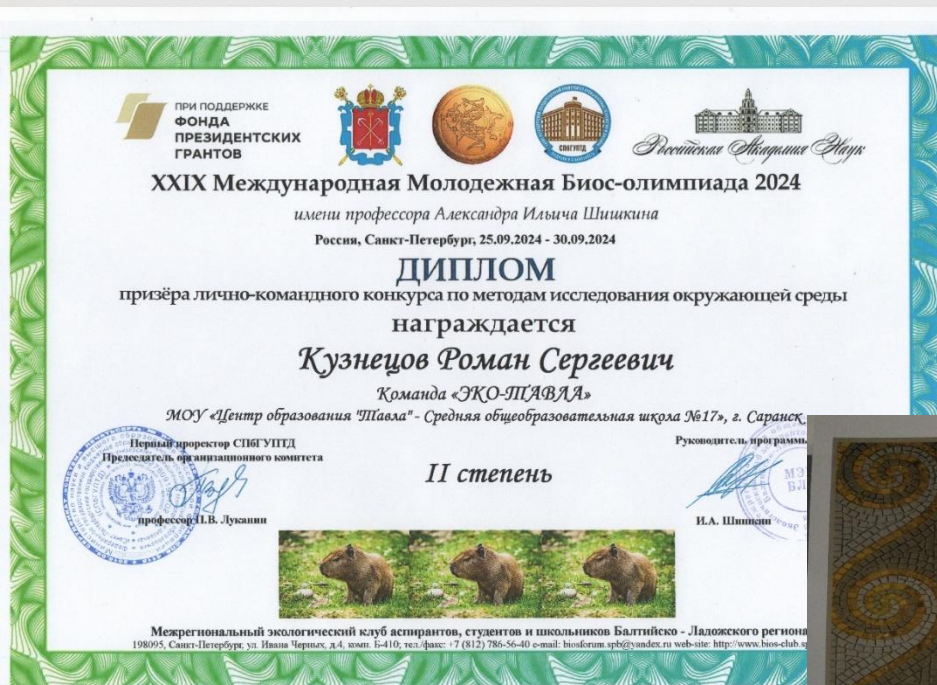 ПРИ ПОДДЕРЖКЕ
ФОНДА
ПРЕЗИДЕНТСКИХ
ГРАНТОВ
СПбГУПТД
Российская Академия Наук
XXIX Международная Молодежная Биос-олимпиада 2024
имени профессора Александра Ильича Шишкина
Россия, Санкт-Петербург, 25.09.2024 - 30.09.2024
ДИПЛОМ
призёра лично-командного конкурса по методам исследования окружающей среды
награждается
Кузнецов Роман Сергеевич
Команда «ЭКО-ТАВЛА»
МОУ «Центр образования "Тавла" - Средняя общеобразовательная школа №17», г. Саранск
Первый проректор СПбГУПТД
Председатель организационного комитета
профессор П.В. Луканин
II степень
Руководитель программы
И.А. Шишкин
Межрегиональный экологический клуб аспирантов, студентов и школьников Балтийско - Ладожского региона
198095, Санкт-Петербург, ул. Ивана Черных, д.4, комн. Б-410; тел./факс: +7 (812) 786-56-40 e-mail: biosforum.spb@yandex.ru web-site: http://www.bios-club.